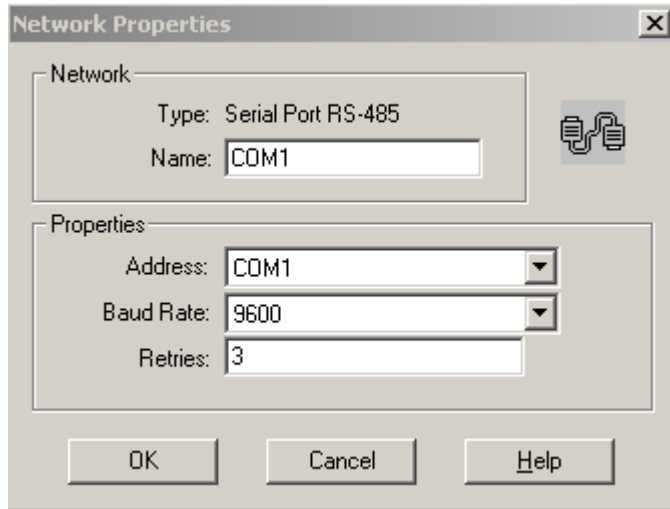 Network Properties
Network
Type: Serial Port RS-485
Name: COM1
Properties
Address: COM1
Baud Rate: 9600
Retries: 3
OK Cancel Help